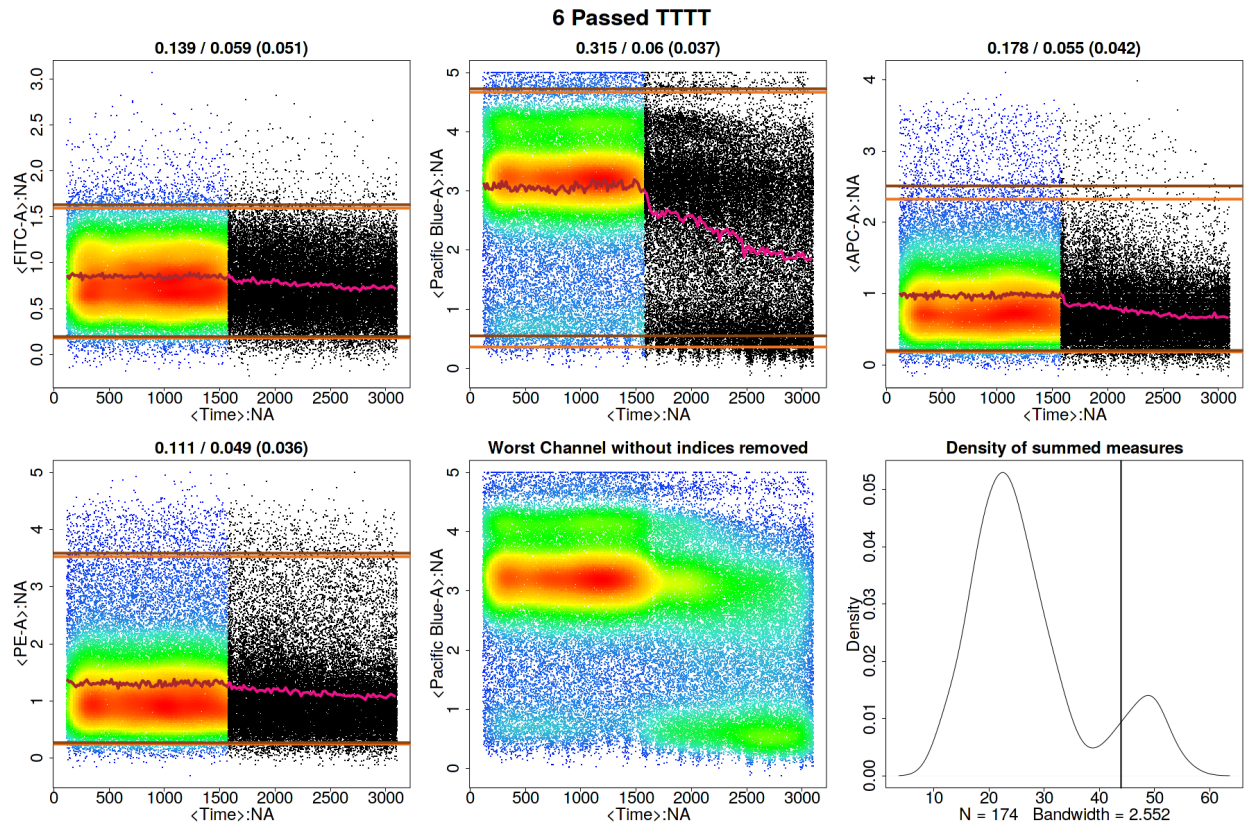 6 Passed TTTT
0.139 / 0.059 (0.051)
<FITC-A>:NA
0.0 0.5 1.0 1.5 2.0 2.5 3.0
0 500 1000 1500 2000 2500 3000
<Time>:NA
0.315 / 0.06 (0.037)
<Pacific Blue-A>:NA
0 1 2 3 4 5
0 500 1000 1500 2000 2500 3000
<Time>:NA
0.178 / 0.055 (0.042)
<APC-A>:NA
0 1 2 3 4
0 500 1000 1500 2000 2500 3000
<Time>:NA
0.111 / 0.049 (0.036)
<PE-A>:NA
0 1 2 3 4 5
0 500 1000 1500 2000 2500 3000
<Time>:NA
Worst Channel without indices removed
<Pacific Blue-A>:NA
0 1 2 3 4 5
0 500 1000 1500 2000 2500 3000
<Time>:NA
Density of summed measures
Density
0.00 0.01 0.02 0.03 0.04 0.05
10 20 30 40 50 60
N = 174 Bandwidth = 2.552